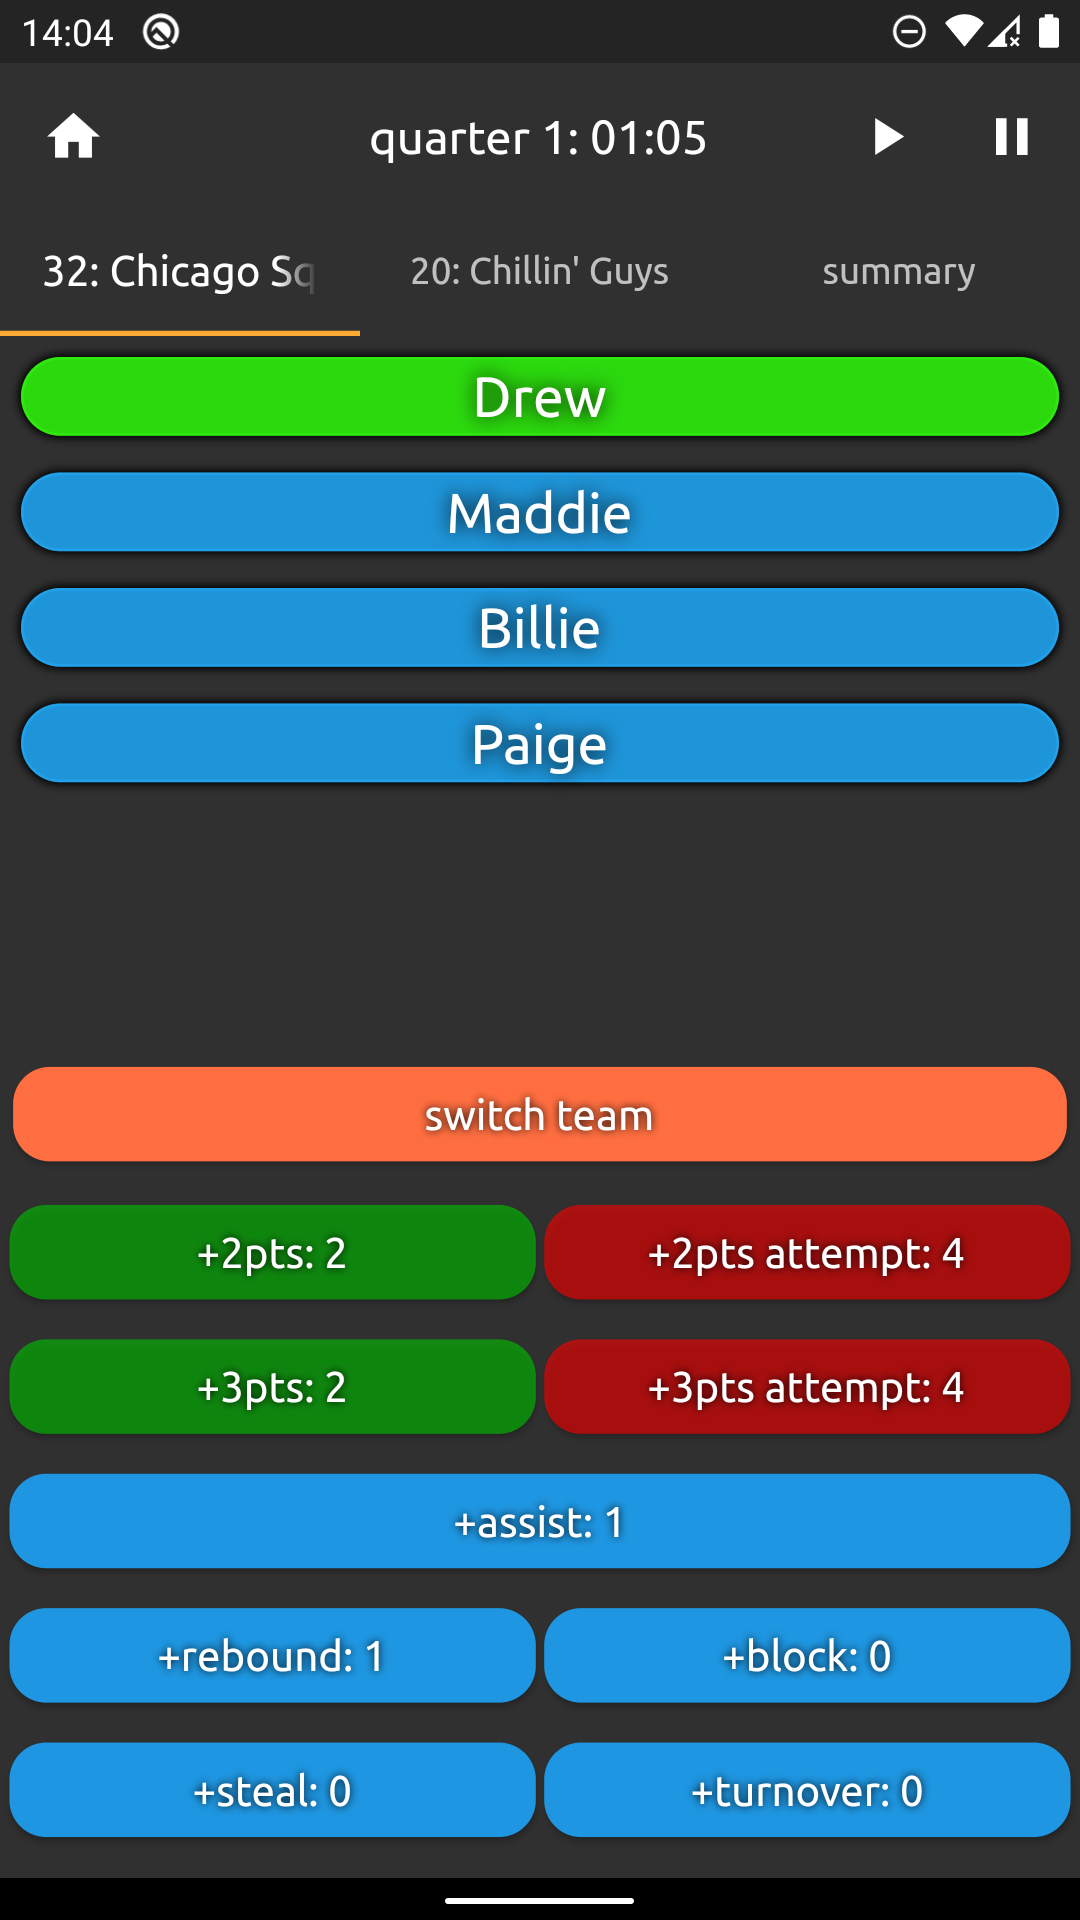 14:04
quarter 1: 01:05
32: Chicago Sq
20: Chillin' Guys
summary
Drew
Maddie
Billie
Paige
switch team
+2pts: 2
+2pts attempt: 4
+3pts: 2
+3pts attempt: 4
+assist: 1
+rebound: 1
+block: 0
+steal: 0
+turnover: 0